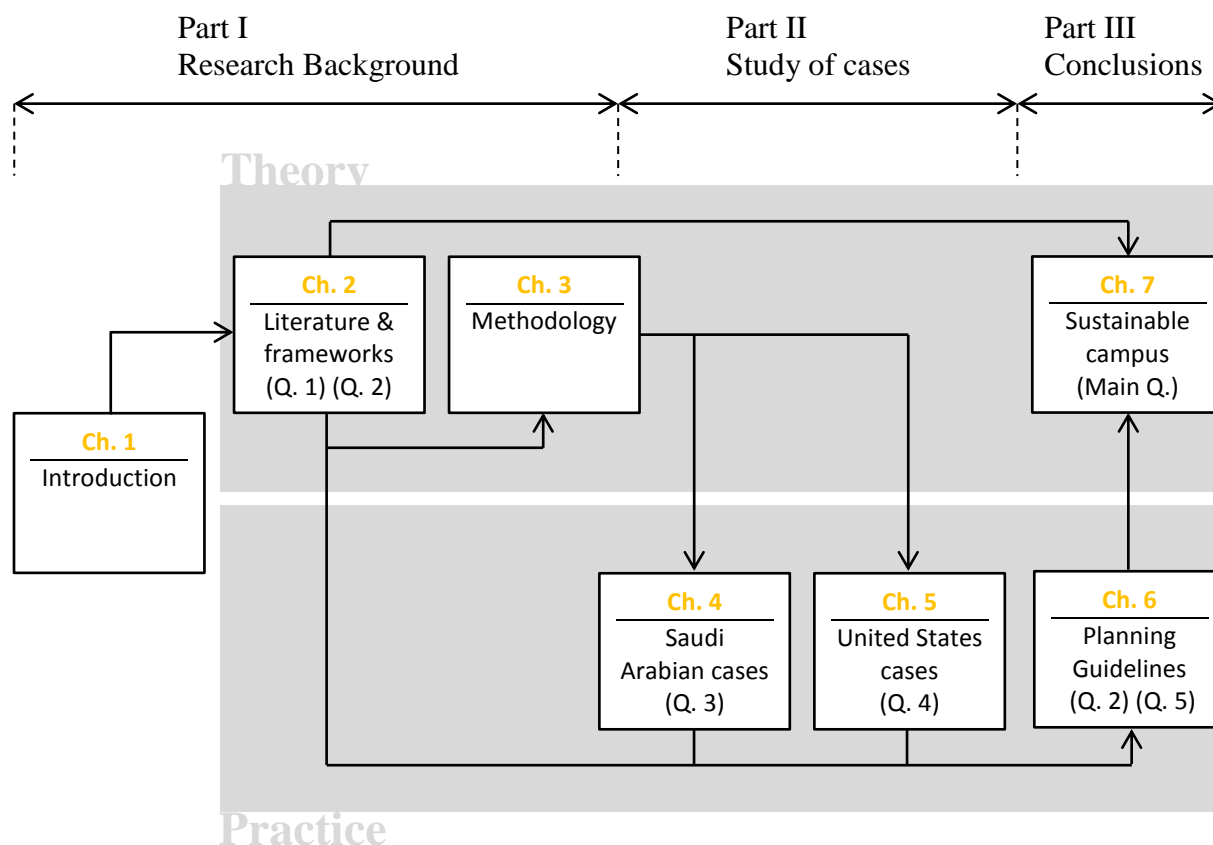 Part I
Research Background
Part II
Study of cases
Part III
Conclusions
Theory
Ch. 2
Literature &
frameworks
(Q. 1) (Q. 2)
Ch. 3
Methodology
Ch. 7
Sustainable
campus
(Main Q.)
Ch. 1
Introduction
Ch. 4
Saudi
Arabian cases
(Q. 3)
Ch. 5
United States
cases
(Q. 4)
Ch. 6
Planning
Guidelines
(Q. 2) (Q. 5)
Practice